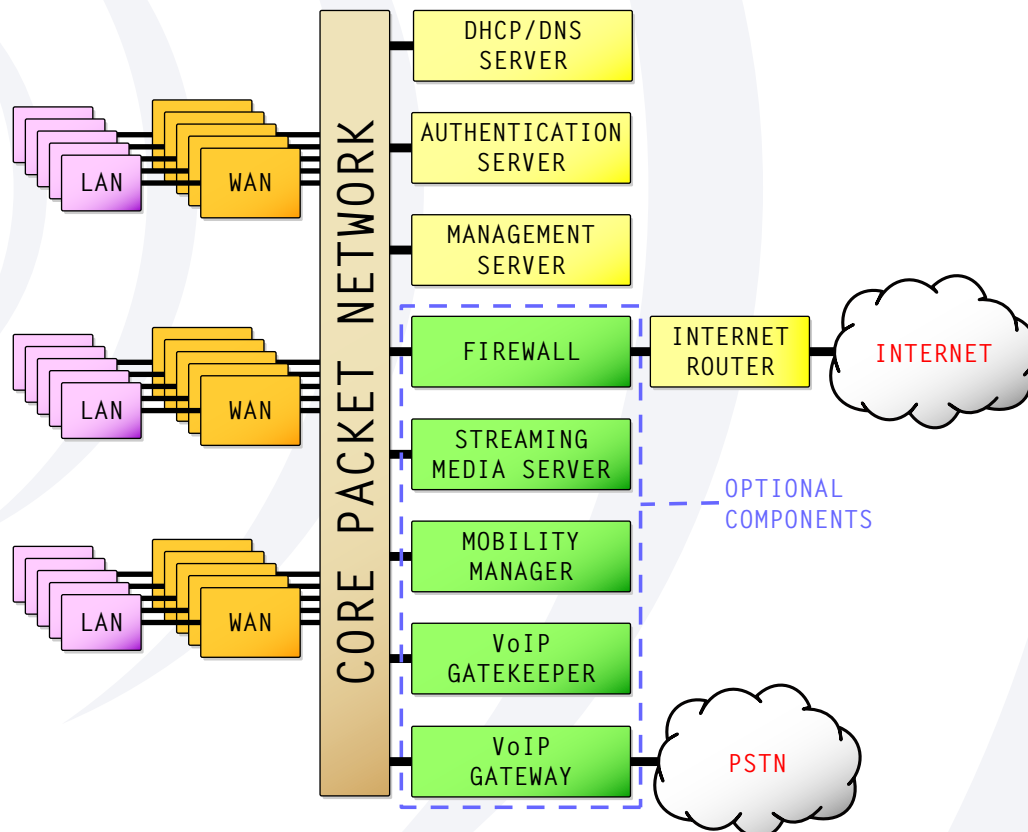 DHCP/DNS
SERVER
AUTHENTICATION
SERVER
LAN
WAN
MANAGEMENT
SERVER
CORE PACKET NETWORK
FIREWALL
INTERNET
ROUTER
INTERNET
LAN
WAN
STREAMING
MEDIA SERVER
OPTIONAL
COMPONENTS
MOBILITY
MANAGER
LAN
WAN
VoIP
GATEKEEPER
VoIP
GATEWAY
PSTN